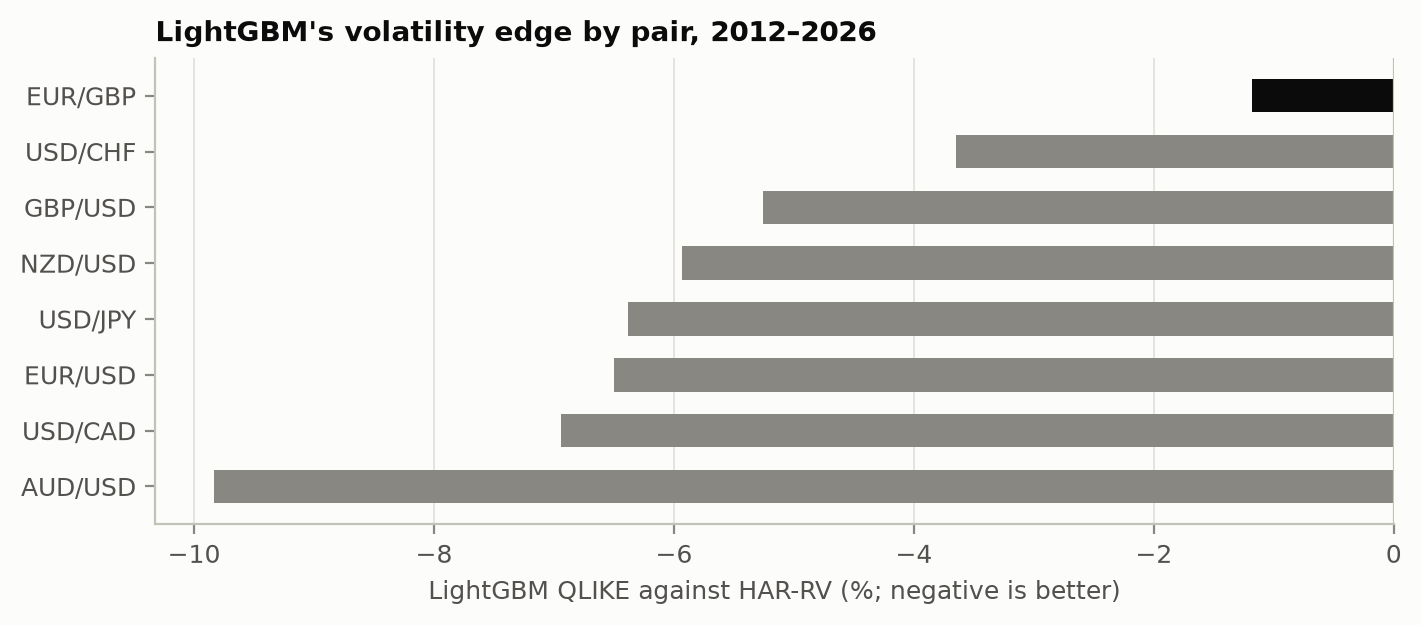 LightGBM's volatility edge by pair, 2012–2026
EUR/GBP
USD/CHF
GBP/USD
NZD/USD
USD/JPY
EUR/USD
USD/CAD
AUD/USD
−10 −8 −6 −4 −2 0
LightGBM QLIKE against HAR-RV (%; negative is better)